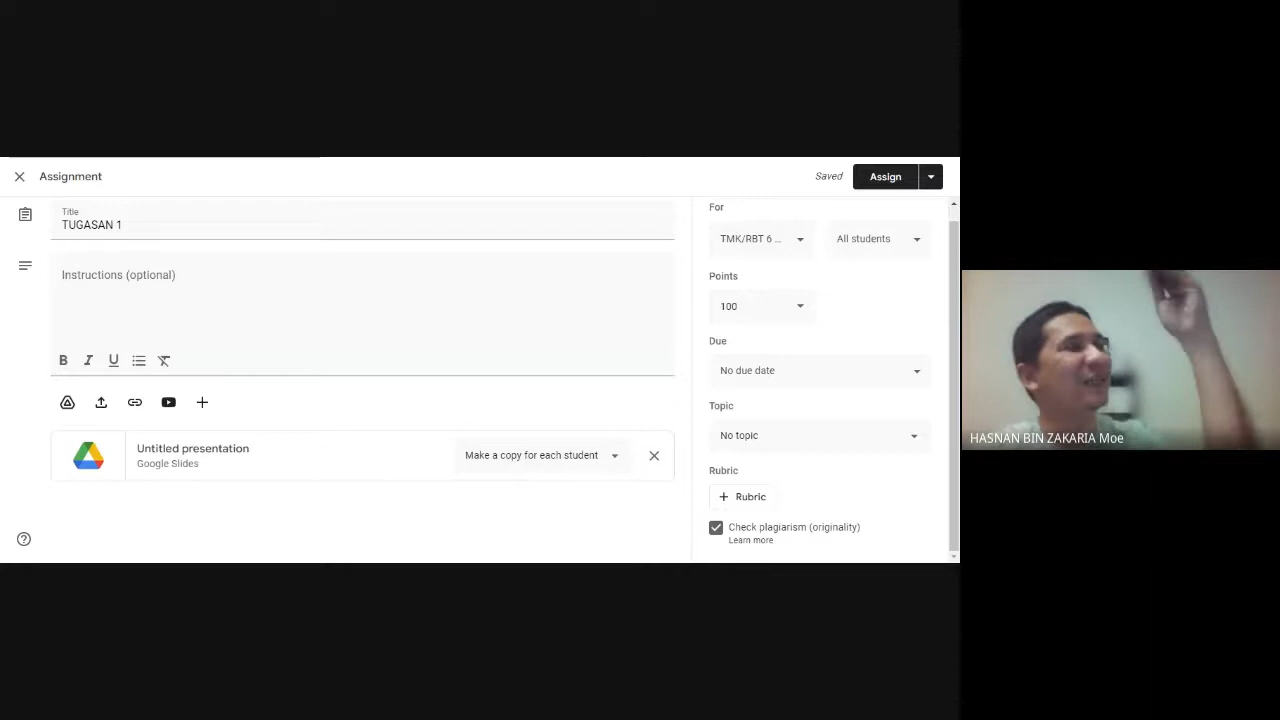 Assignment
Saved
Assign
Title
TUGASAN 1
Instructions (optional)
B I U
Untitled presentation
Google Slides
Make a copy for each student
For
TMK/RBT 6 ...
All students
Points
100
Due
No due date
Topic
No topic
Rubric
+ Rubric
Check plagiarism (originality)
Learn more
HASNAN BIN ZAKARIA Moe